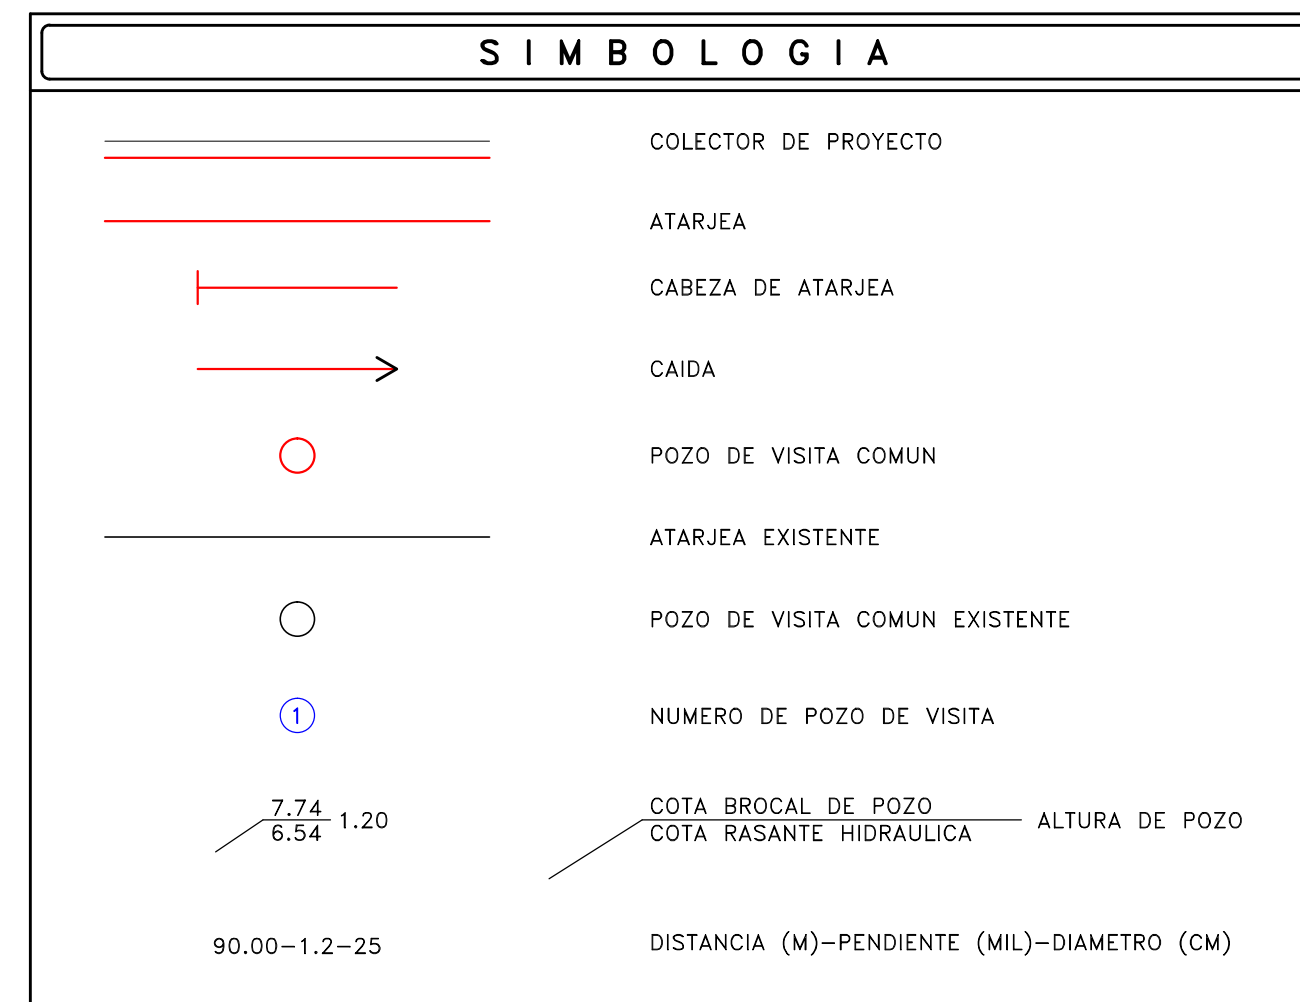 SIMBOLOGIA
COLECTOR DE PROYECTO
ATARJEA
CABEZA DE ATARJEA
CAIDA
POZO DE VISITA COMUN
ATARJEA EXISTENTE
POZO DE VISITA COMUN EXISTENTE
1 NUMERO DE POZO DE VISITA
7.74
6.54
1.20
COTA BROCAL DE POZO
COTA RASANTE HIDRAULICA
ALTURA DE POZO
90.00-1.2-25
DISTANCIA (M)-PENDIENTE (MIL)-DIAMETRO (CM)